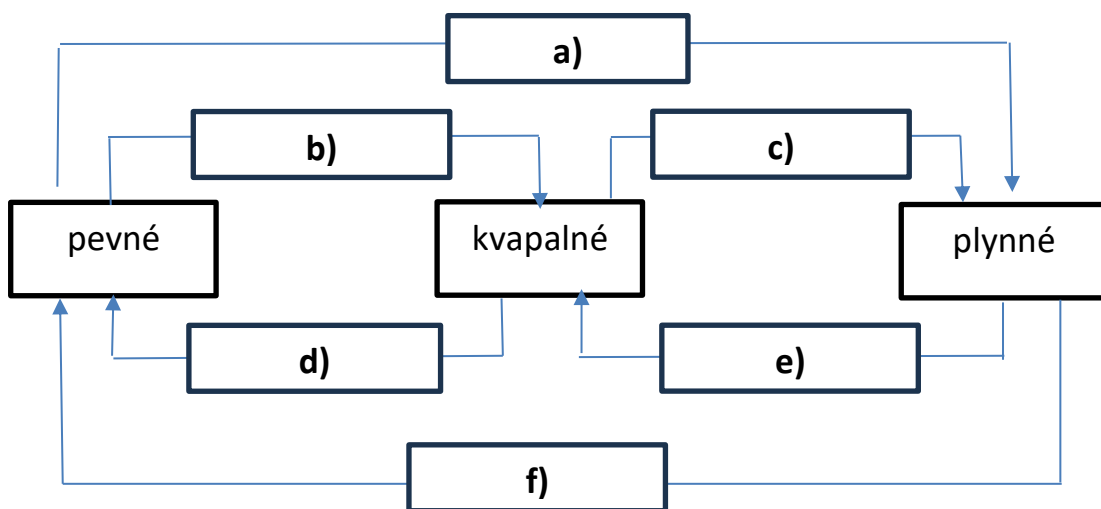 a)
b)
c)
pevné
kvapalné
plynné
d)
e)
f)